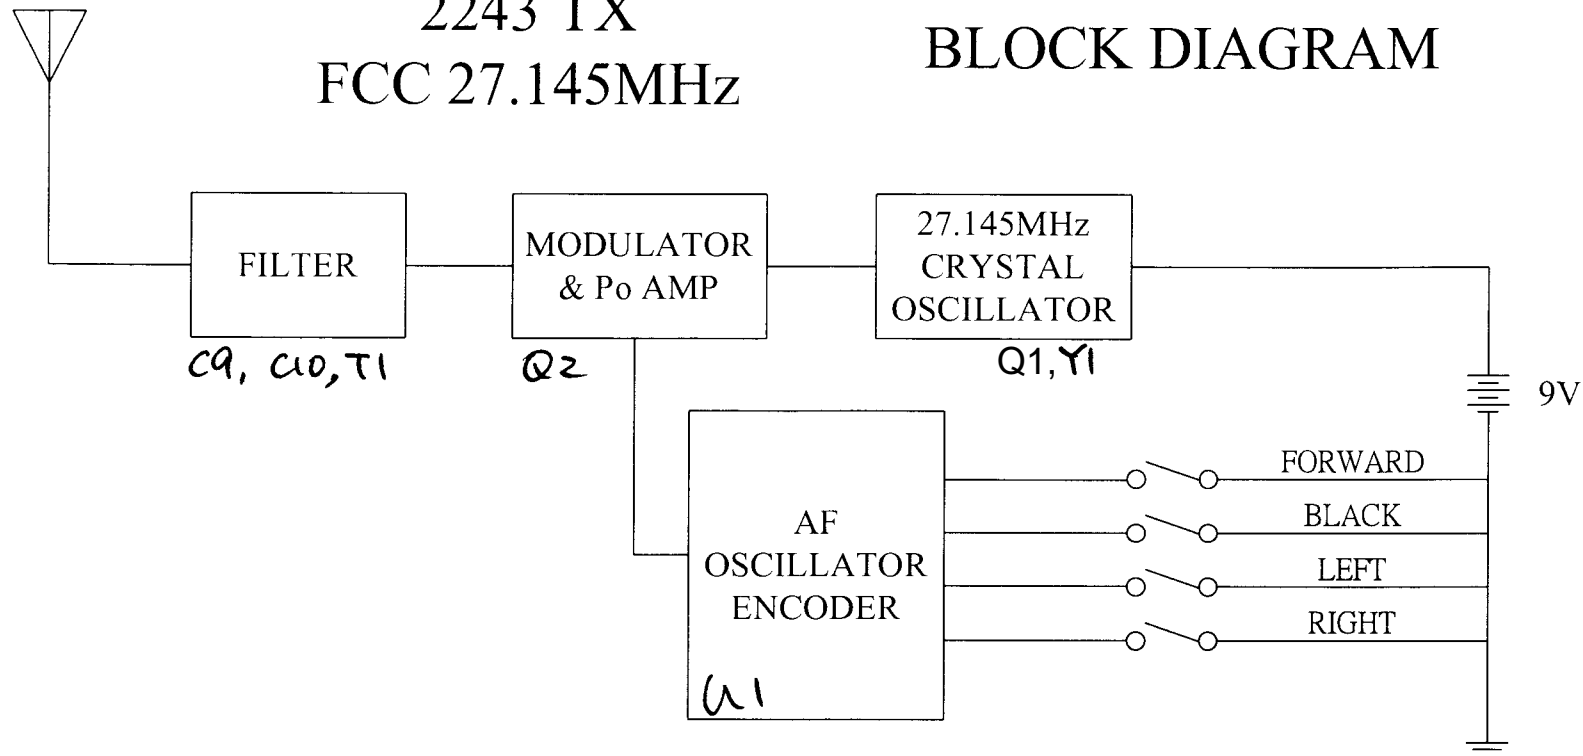 2243 TX
FCC 27.145MHz
BLOCK DIAGRAM
FILTER
MODULATOR
& Po AMP
27.145MHz
CRYSTAL
OSCILLATOR
C9, C10, T1
Q2
Q1, Y1
9V
AF
OSCILLATOR
ENCODER
U1
FORWARD
BLACK
LEFT
RIGHT